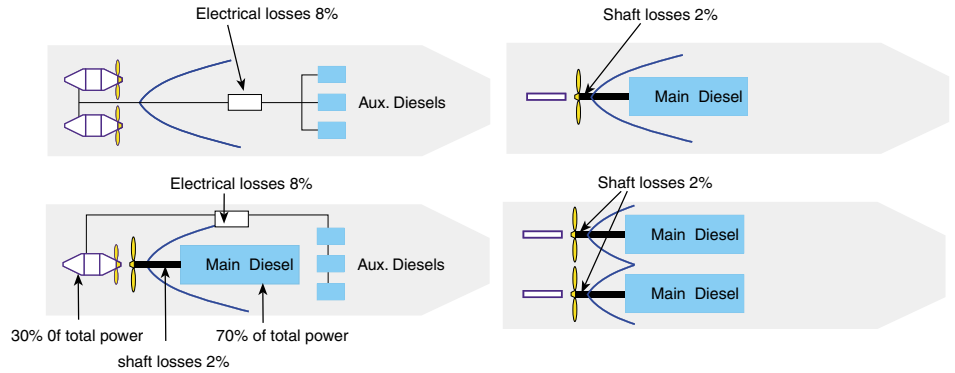 Electrical losses 8%
Aux. Diesels
Shaft losses 2%
Main Diesel
Electrical losses 8%
Main Diesel
Aux. Diesels
30% 0f total power
70% of total power
shaft losses 2%
Shaft losses 2%
Main Diesel
Main Diesel